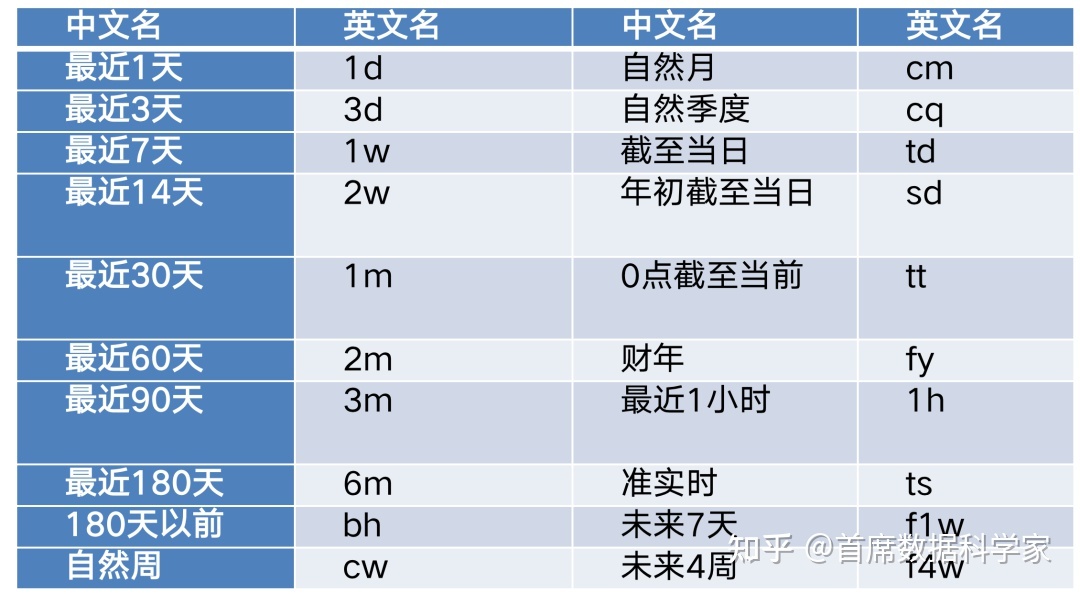 中文名 英文名 中文名 英文名
最近1天 1d 自然月 cm
最近3天 3d 自然季度 cq
最近7天 1w 截至当日 td
最近14天 2w 年初截至当日 sd
最近30天 1m 0点截至当前 tt
最近60天 2m 财年 fy
最近90天 3m 最近1小时 1h
最近180天 6m 准实时 ts
180天以前 bh 未来7天 f1w
自然周 cw 未来4周 f4w
知乎 @首席数据科学家